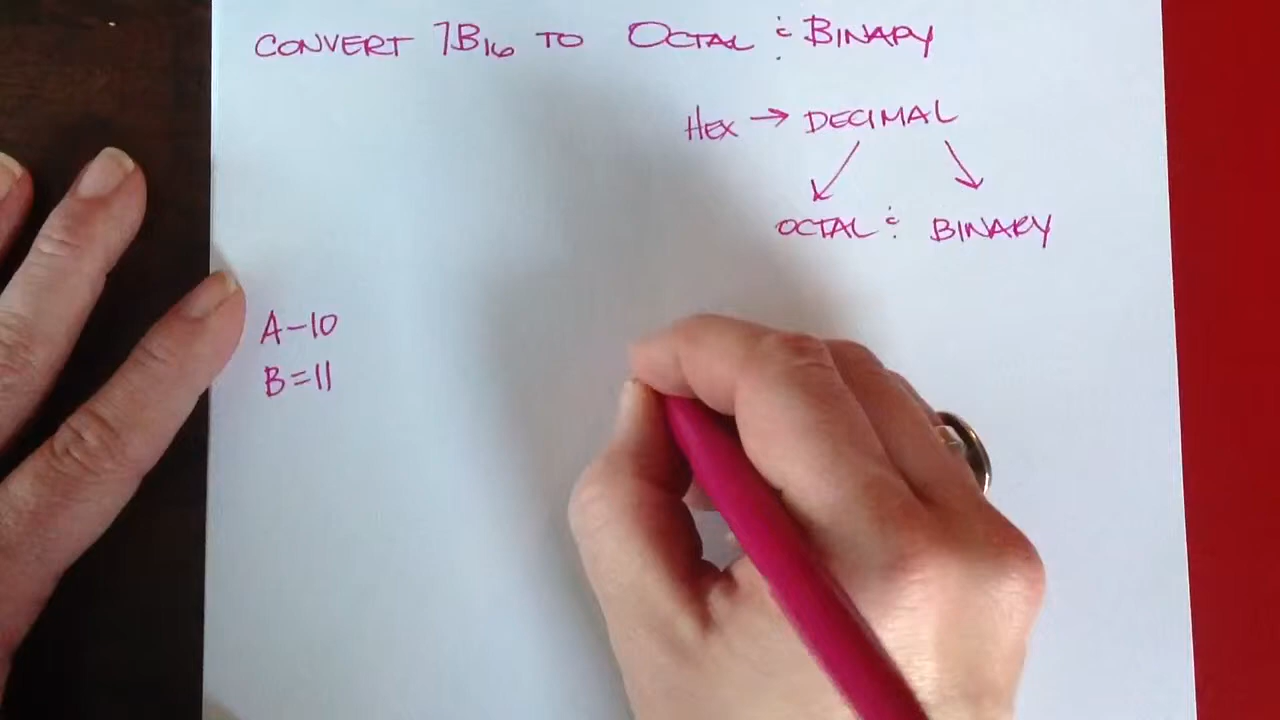 CONVERT 7B16 TO OCTAL & BINARY
HEX → DECIMAL
OCTAL & BINARY
A-10
B=11